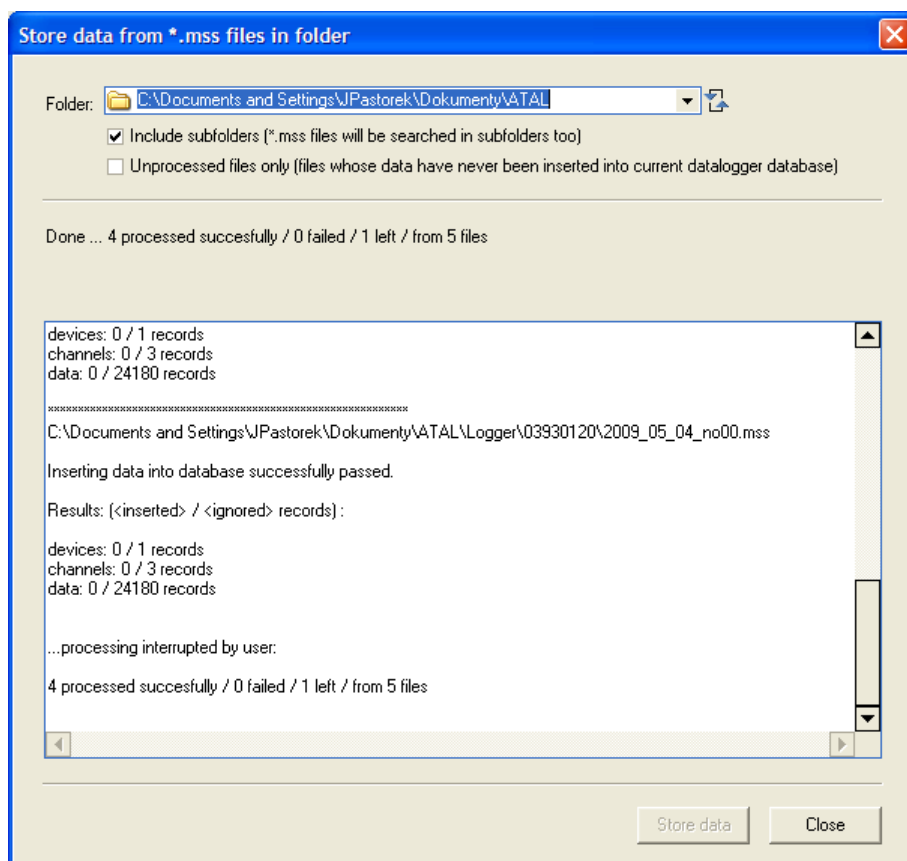 Store data from *.mss files in folder
Folder: C:\Documents and Settings\JPastorek\Dokumenty\ATAL
Include subfolders (*.mss files will be searched in subfolders too)
Unprocessed files only (files whose data have never been inserted into current datalogger database)
Done ... 4 processed succesfully / 0 failed / 1 left / from 5 files
devices: 0 / 1 records
channels: 0 / 3 records
data: 0 / 24180 records
************************************************************
C:\Documents and Settings\JPastorek\Dokumenty\ATAL\Logger\03930120\2009_05_04_no00.mss
Inserting data into database successfully passed.
Results: (<inserted> / <ignored> records) :
devices: 0 / 1 records
channels: 0 / 3 records
data: 0 / 24180 records
...processing interrupted by user:
4 processed succesfully / 0 failed / 1 left / from 5 files
Store data Close